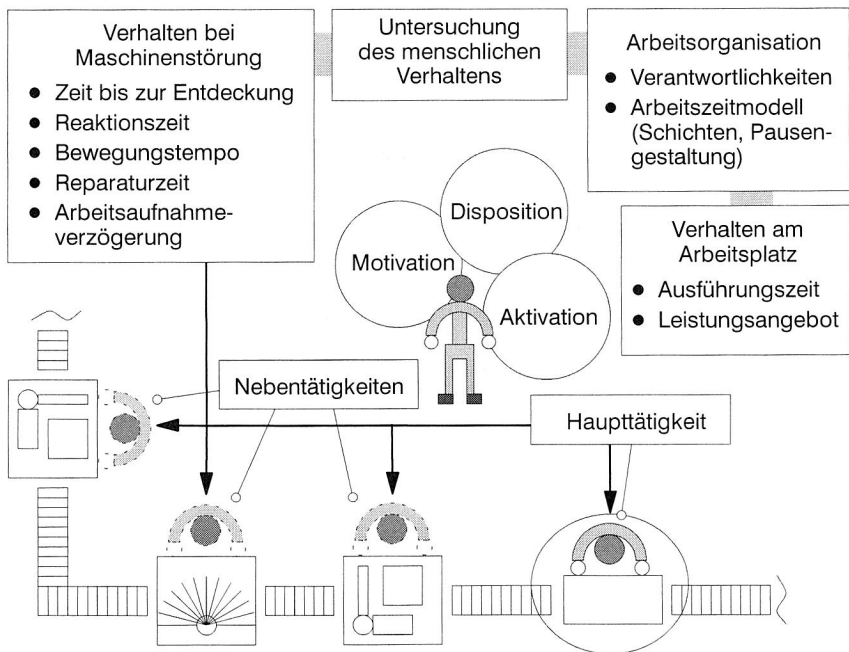 Verhalten bei
Maschinenstörung
● Zeit bis zur Entdeckung
● Reaktionszeit
● Bewegungstempo
● Reparaturzeit
● Arbeitsaufnahme-
verzögerung
Untersuchung
des menschlichen
Verhaltens
Arbeitsorganisation
● Verantwortlichkeiten
● Arbeitszeitmodell
(Schichten, Pausen-
gestaltung)
Verhalten am
Arbeitsplatz
● Ausführungszeit
● Leistungsangebot
Disposition
Motivation
Aktivation
Nebentätigkeiten
Haupttätigkeit